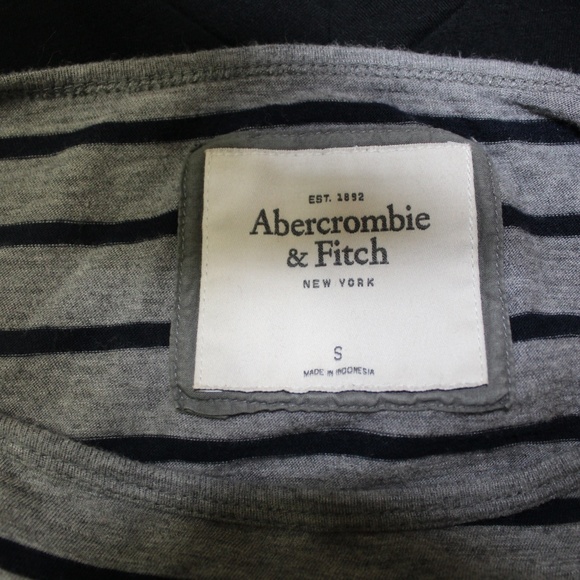 EST. 1892
Abercrombie
& Fitch
NEW YORK
S
MADE IN INDONESIA